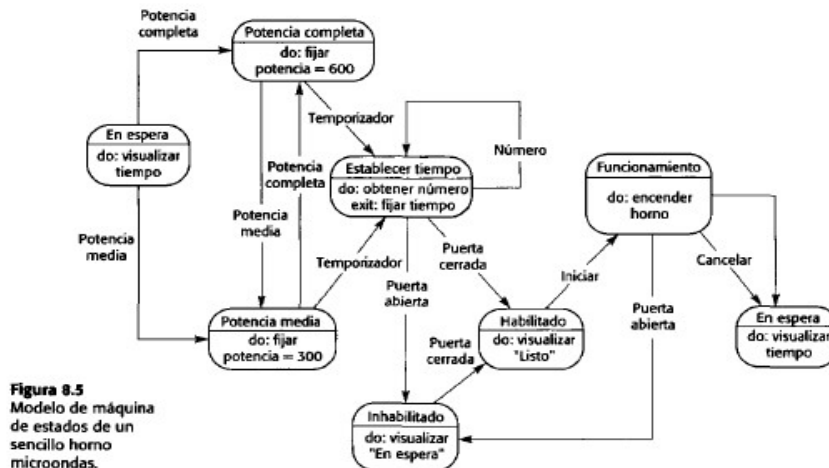 Potencia
completa
Potencia completa
do: fijar
potencia = 600
En espera
do: visualizar
tiempo
Temporizador
Número
Potencia
completa
Establecer tiempo
do: obtener número
exit: fijar tiempo
Funcionamiento
do: encender
horno
Potencia
media
Potencia
media
Temporizador
Puerta
abierta
Puerta
cerrada
Iniciar
Cancelar
Puerta
abierta
Potencia media
do: fijar
potencia = 300
Habilitado
do: visualizar
"Listo"
En espera
do: visualizar
tiempo
Puerta
cerrada
Inhabilitado
do: visualizar
"En espera"
Figura 8.5
Modelo de máquina
de estados de un
sencillo horno
microondas.